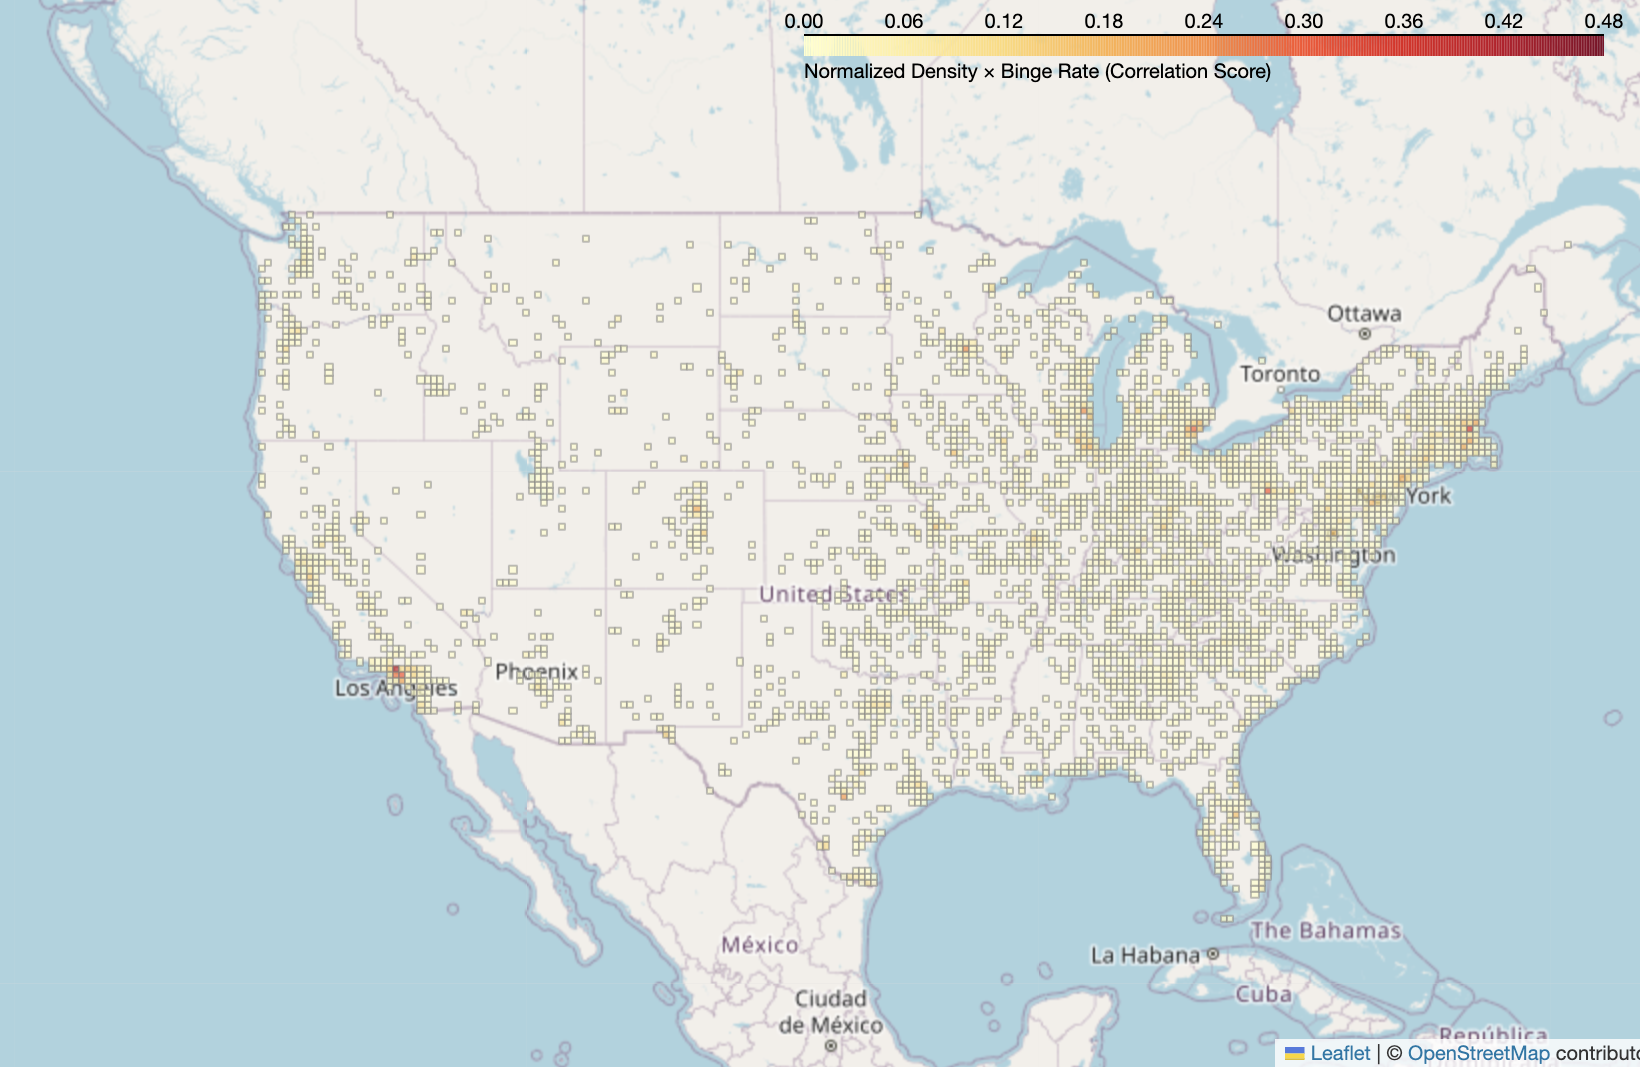 0.00 0.06 0.12 0.18 0.24 0.30 0.36 0.42 0.48
Normalized Density × Binge Rate (Correlation Score)
Ottawa
Toronto
York
Washington
United States
Phoenix
Los Angeles
The Bahamas
México
La Habana
Cuba
Ciudad
de México
República
Leaflet | © OpenStreetMap contributo